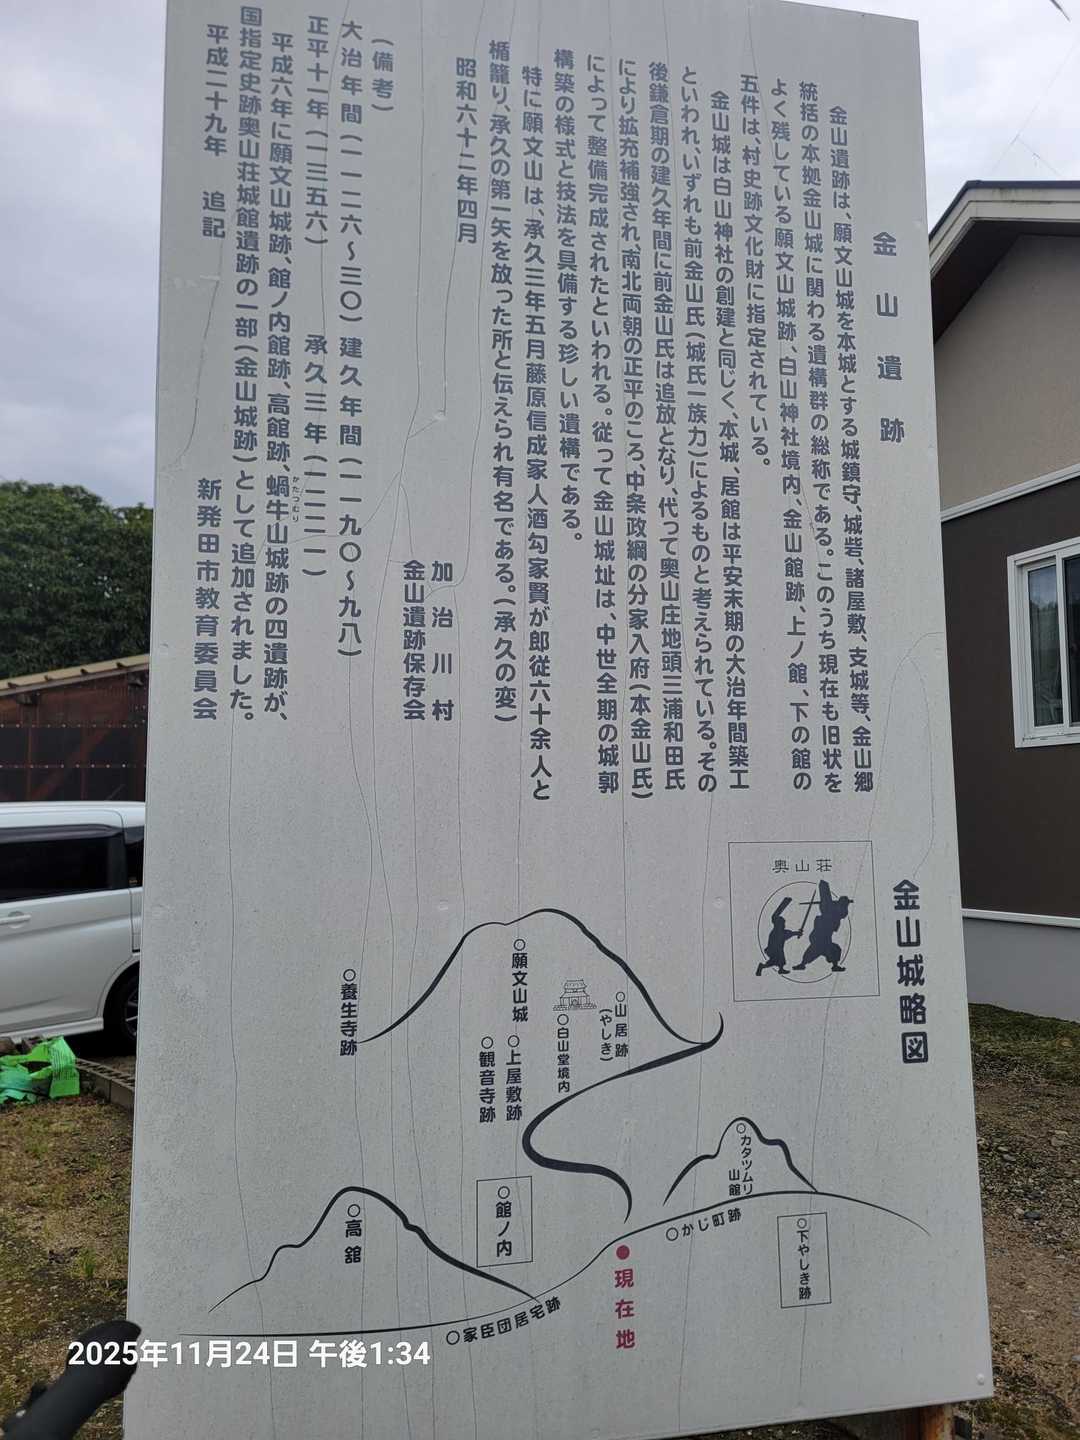 金山遺跡
金山遺跡は、願文山城を本城とする城鎮守、城砦、諸屋敷、支城等、金山郷
統括の本拠金山城に関わる遺構群の総称である。このうち現在も旧状を
よく残している願文山城跡、白山神社境内、金山館跡、上ノ館、下の館の
五件は、村史跡文化財に指定されている。
金山城は白山神社の創建と同じく、本城、居館は平安末期の大治年間築工
といわれ、いずれも前金山氏(城氏一族カ)によるものと考えられている。その
後鎌倉期の建久年間に前金山氏は追放となり、代って奥山庄地頭三浦和田氏
により拡充補強され、南北両朝の正平のころ、中条政綱の分家入府(本金山氏)
によって整備完成されたといわれる。従って金山城址は、中世全期の城郭
構築の様式と技法を具備する珍しい遺構である。
特に願文山は、承久三年五月藤原信成家人酒勾家賢が郎従六十余人と
楯籠り、承久の第一矢を放った所と伝えられ有名である。(承久の変)
昭和六十二年四月
加治川村
金山遺跡保存会
(備考)
大治年間(一一二六〜三〇)建久年間(一一九〇〜九八)
正平十一年(一三五六) 承久三年(一二二一)
平成六年に願文山城跡、館ノ内館跡、高館跡、蝸牛山城跡の四遺跡が、
かたつむり
国指定史跡奥山荘城館遺跡の一部(金山城跡)として追加されました。
平成二十九年 追記
新発田市教育委員会
金山城略図
奥山荘
○願文山城
○山居跡
(やしき)
○白山堂境内
○養生寺跡
○上屋敷跡
○観音寺跡
○カタツムリ
山館
○高舘
○館ノ内
○かじ町跡
○下やしき跡
●現在地
○家臣団居宅跡
2025年11月24日 午後1:34